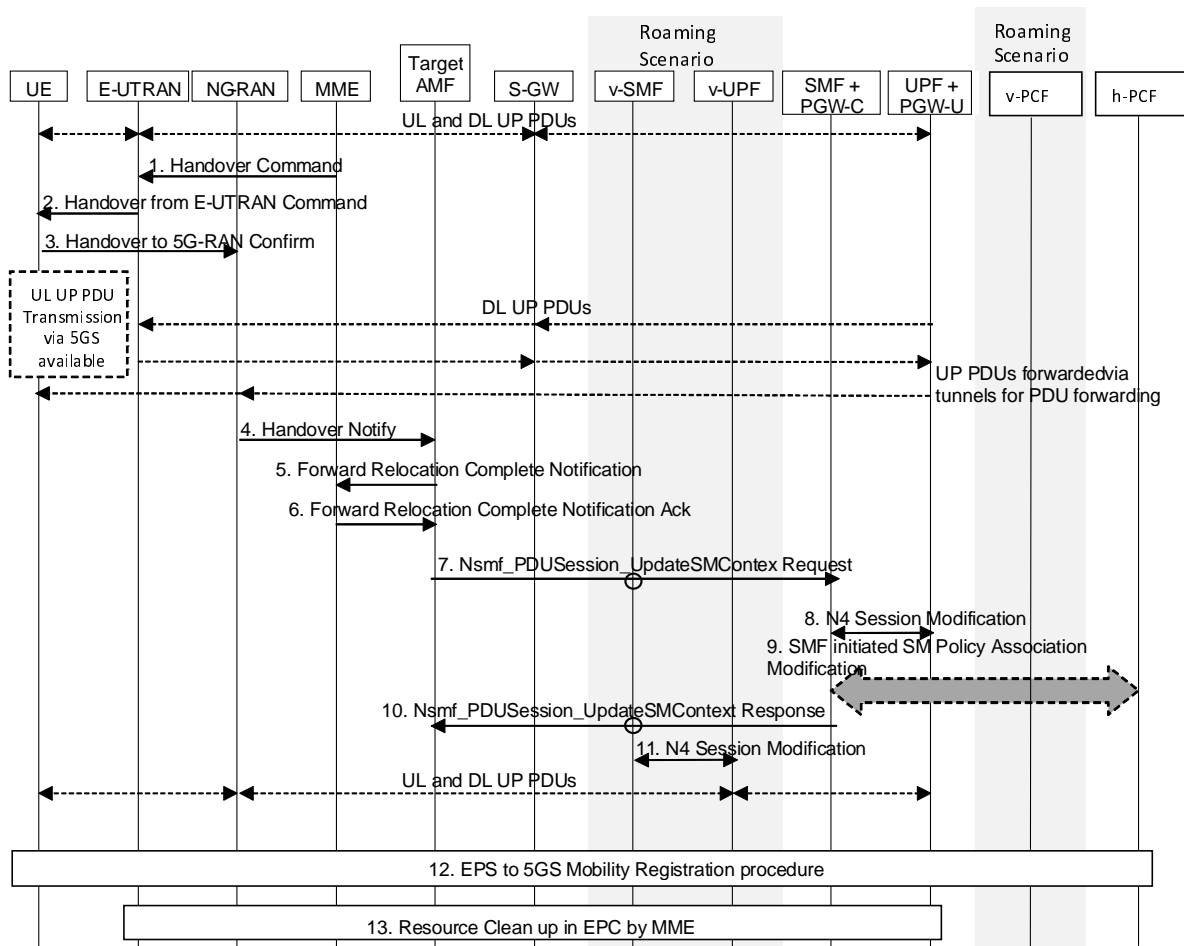 Roaming
Scenario
Roaming
Scenario
UE
E-UTRAN
NG-RAN
MME
Target
AMF
S-GW
v-SMF
v-UPF
SMF +
PGW-C
UPF +
PGW-U
v-PCF
h-PCF
UL and DL UP PDUs
1. Handover Command
2. Handover from E-UTRAN Command
3. Handover to 5G-RAN Confirm
UL UP PDU
Transmission
via 5GS
available
DL UP PDUs
UP PDUs forwardedvia
tunnels for PDU forwarding
4. Handover Notify
5. Forward Relocation Complete Notification
6. Forward Relocation Complete Notification Ack
7. Nsmf_PDUSession_UpdateSMContex Request
8. N4 Session Modification
9. SMF initiated SM Policy Association
Modification
10. Nsmf_PDUSession_UpdateSMContext Response
11. N4 Session Modification
UL and DL UP PDUs
12. EPS to 5GS Mobility Registration procedure
13. Resource Clean up in EPC by MME